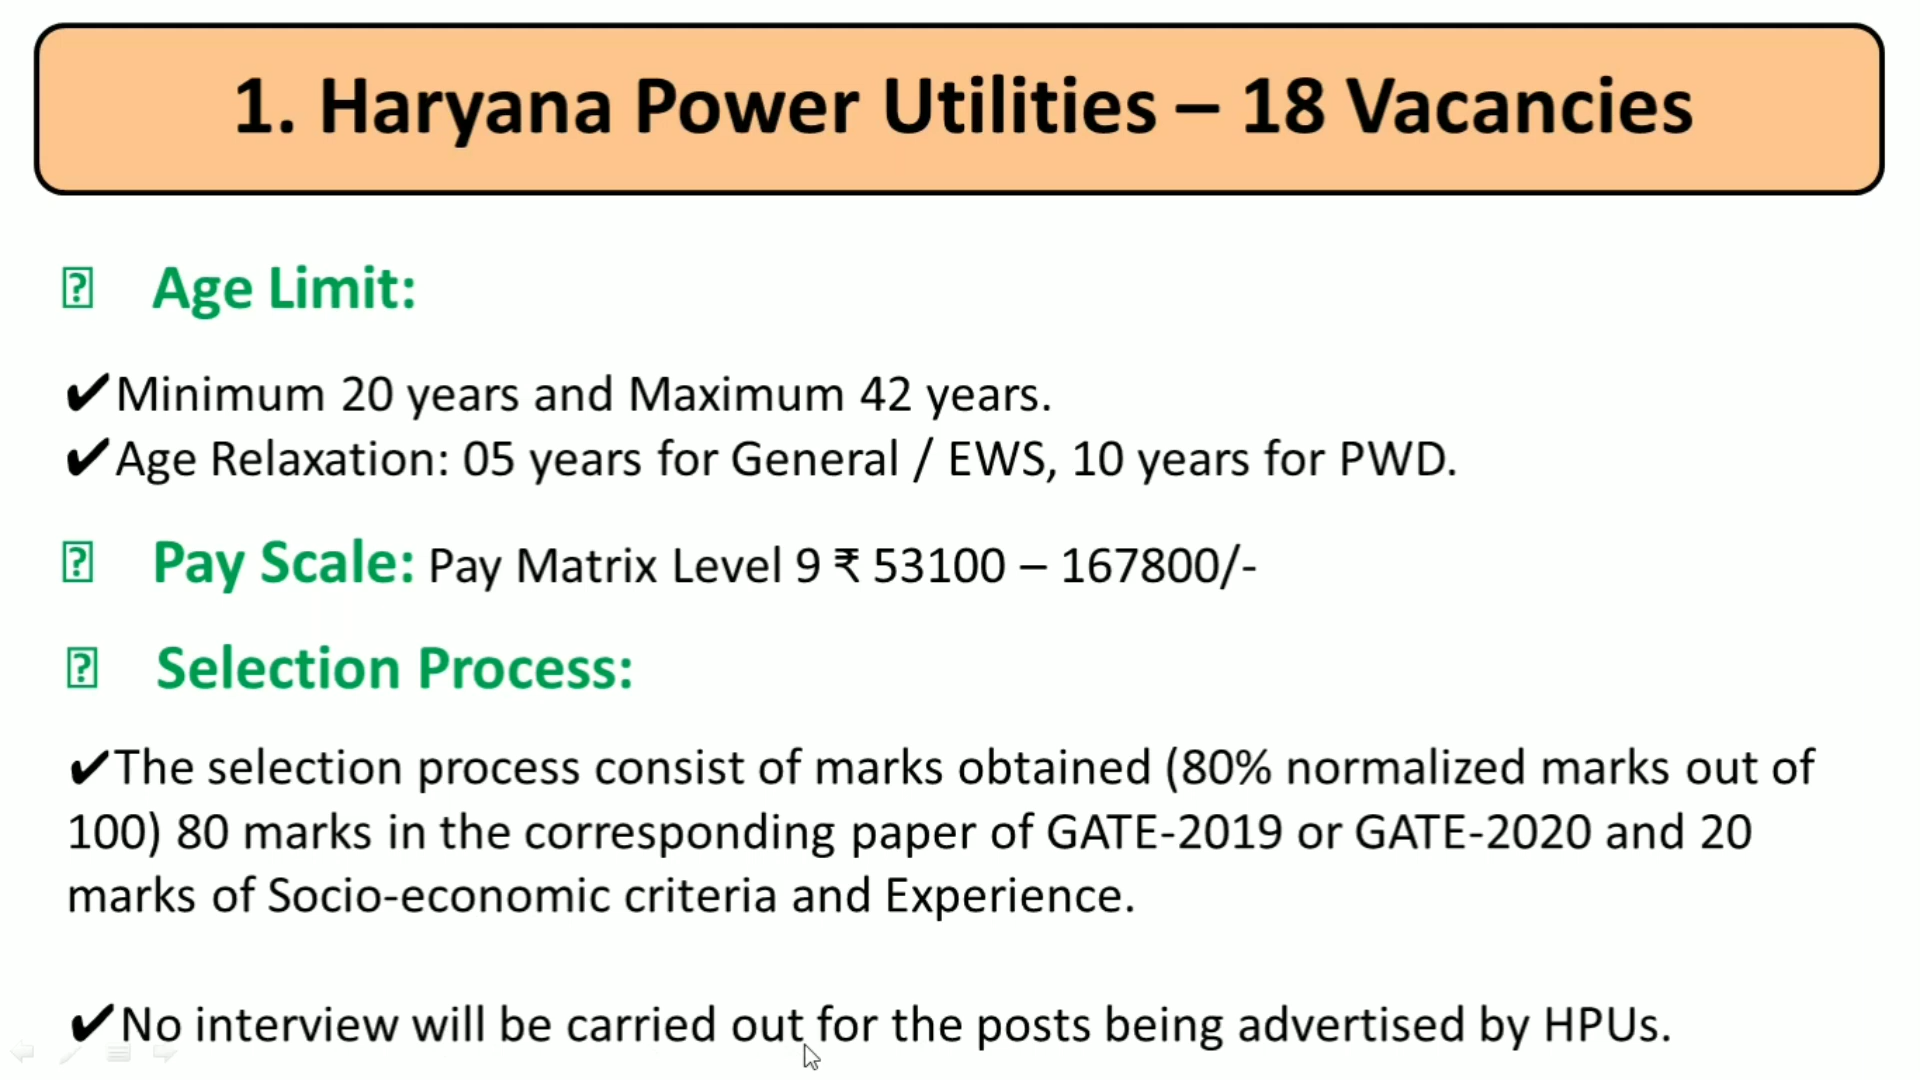 1. Haryana Power Utilities – 18 Vacancies
Age Limit:
✔Minimum 20 years and Maximum 42 years.
✔Age Relaxation: 05 years for General / EWS, 10 years for PWD.
Pay Scale: Pay Matrix Level 9 ₹ 53100 – 167800/-
Selection Process:
✔The selection process consist of marks obtained (80% normalized marks out of
100) 80 marks in the corresponding paper of GATE-2019 or GATE-2020 and 20
marks of Socio-economic criteria and Experience.
✔No interview will be carried out for the posts being advertised by HPUs.